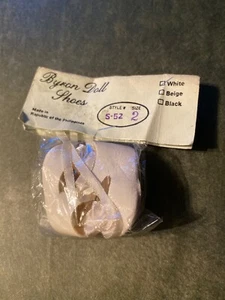 Byron Doll
Shoes
Made in
Republic of the Philippines
STYLE # SIZE
S-52 2
White
Beige
Black